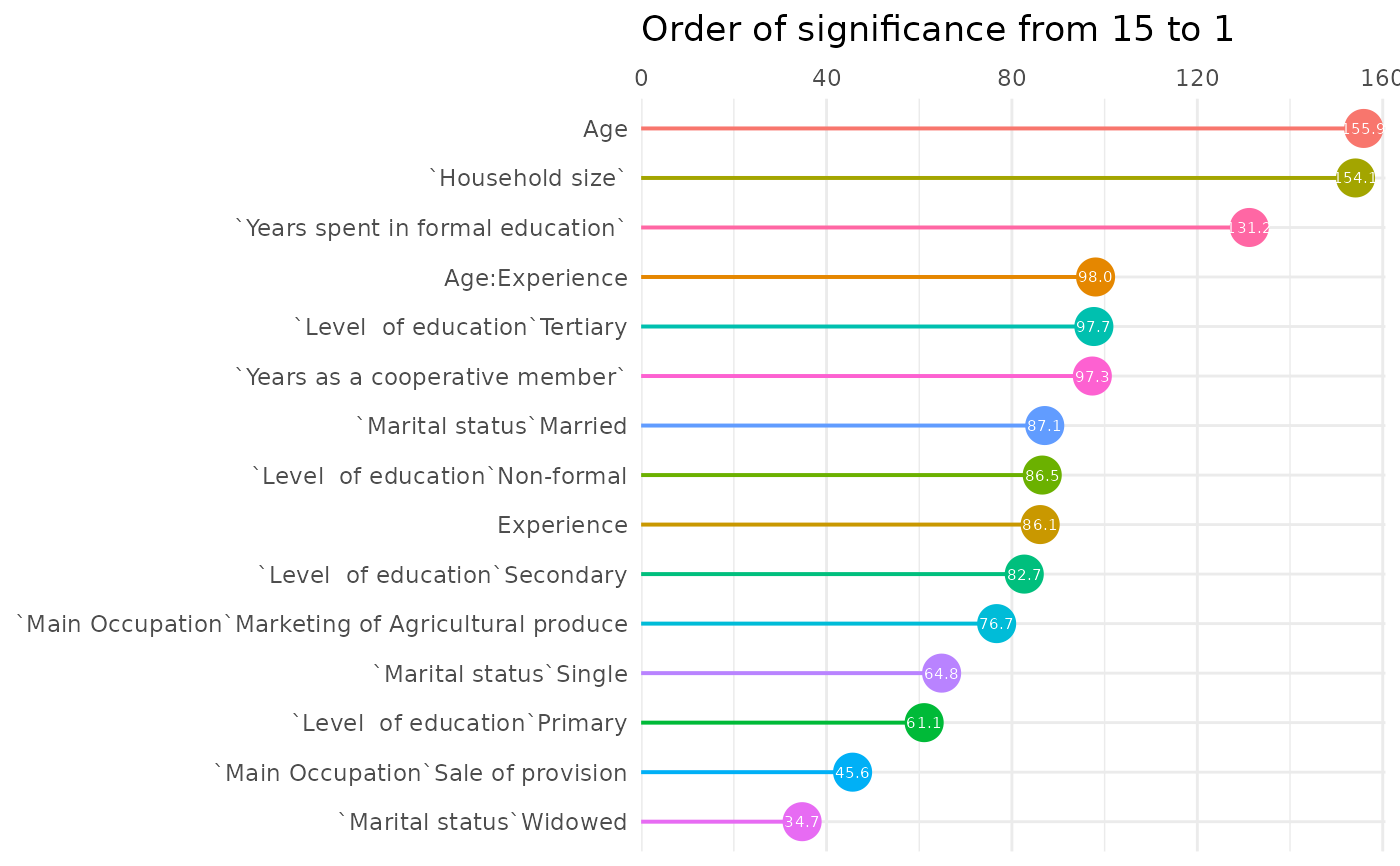 Order of significance from 15 to 1
0 40 80 120 160
Age 155.9
`Household size` 154.1
`Years spent in formal education` 131.2
Age:Experience 98.0
`Level  of education`Tertiary 97.7
`Years as a cooperative member` 97.3
`Marital status`Married 87.1
`Level  of education`Non-formal 86.5
Experience 86.1
`Level  of education`Secondary 82.7
`Main Occupation`Marketing of Agricultural produce 76.7
`Marital status`Single 64.8
`Level  of education`Primary 61.1
`Main Occupation`Sale of provision 45.6
`Marital status`Widowed 34.7